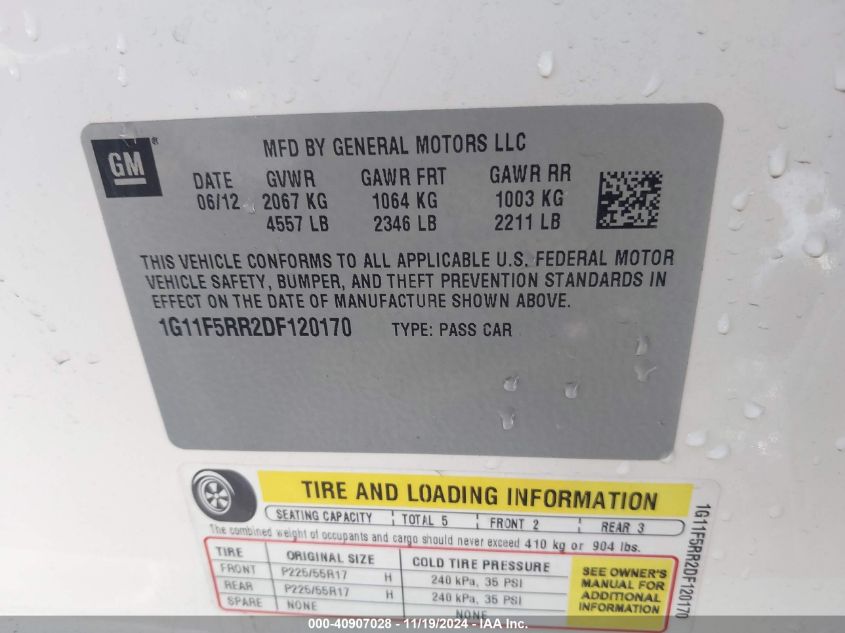 GM®
MFD BY GENERAL MOTORS LLC
DATE GVWR GAWR FRT GAWR RR
06/12 2067 KG 1064 KG 1003 KG
4557 LB 2346 LB 2211 LB
THIS VEHICLE CONFORMS TO ALL APPLICABLE U.S. FEDERAL MOTOR
VEHICLE SAFETY, BUMPER, AND THEFT PREVENTION STANDARDS IN
EFFECT ON THE DATE OF MANUFACTURE SHOWN ABOVE.
1G11F5RR2DF120170 TYPE: PASS CAR
TIRE AND LOADING INFORMATION
SEATING CAPACITY TOTAL 5 FRONT 2 REAR 3
The combined weight of occupants and cargo should never exceed 410 kg or 904 lbs.
TIRE ORIGINAL SIZE COLD TIRE PRESSURE
FRONT P225/55R17 H 240 kPa, 35 PSI
REAR P225/55R17 H 240 kPa, 35 PSI
SPARE NONE NONE
SEE OWNER'S
MANUAL FOR
ADDITIONAL
INFORMATION
1G11F5RR2DF120170
000-40907028 - 11/19/2024 - IAA Inc.